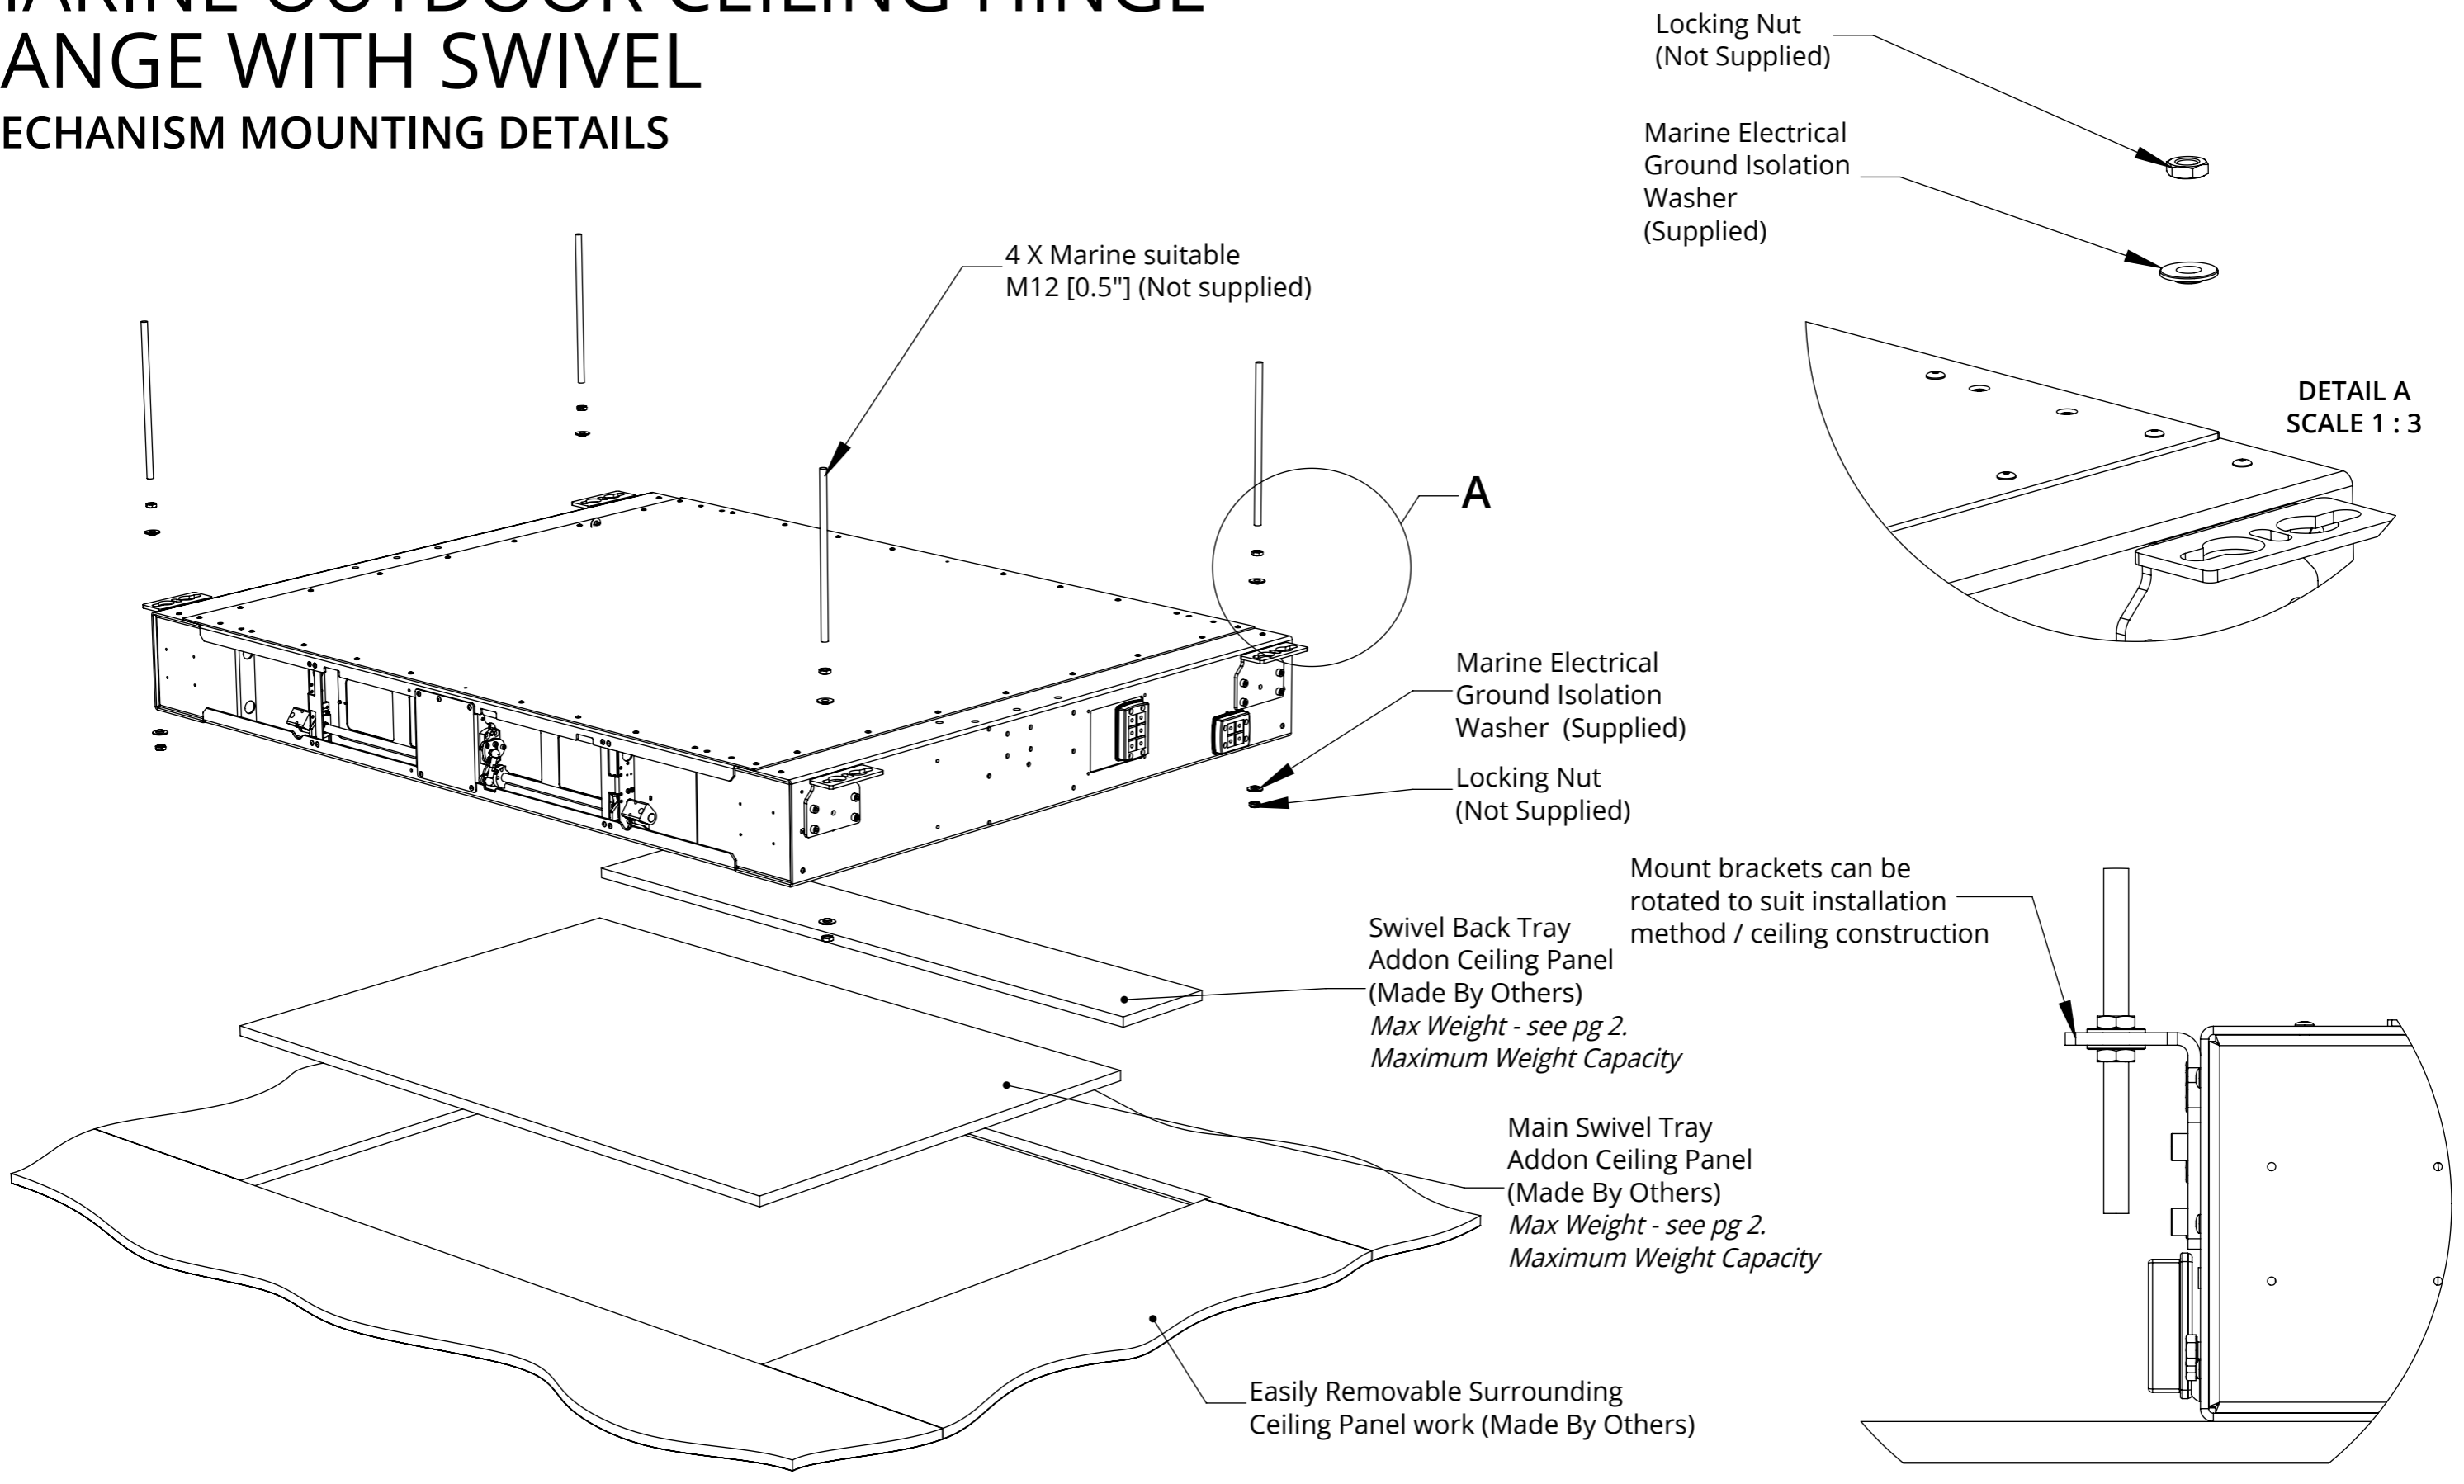 ARINE OUTDOOR CEILING HINGE
ANGE WITH SWIVEL
ECHANISM MOUNTING DETAILS
Locking Nut
(Not Supplied)
Marine Electrical
Ground Isolation
Washer
(Supplied)
4 X Marine suitable
M12 [0.5"] (Not supplied)
DETAIL A
SCALE 1 : 3
A
Marine Electrical
Ground Isolation
Washer (Supplied)
Locking Nut
(Not Supplied)
Mount brackets can be
rotated to suit installation
method / ceiling construction
Swivel Back Tray
Addon Ceiling Panel
(Made By Others)
Max Weight - see pg 2.
Maximum Weight Capacity
Main Swivel Tray
Addon Ceiling Panel
(Made By Others)
Max Weight - see pg 2.
Maximum Weight Capacity
Easily Removable Surrounding
Ceiling Panel work (Made By Others)